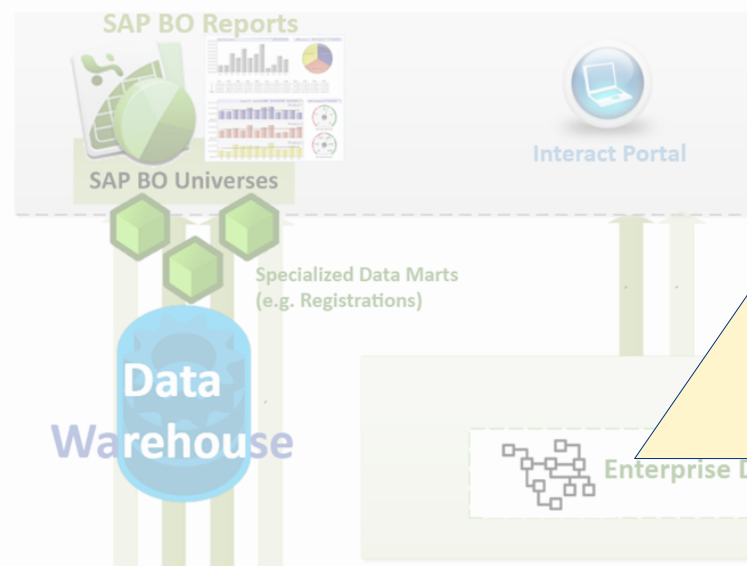 SAP BO Reports
SAP BO Universes
Interact Portal
Specialized Data Marts
(e.g. Registrations)
Data
Warehouse
Enterprise D